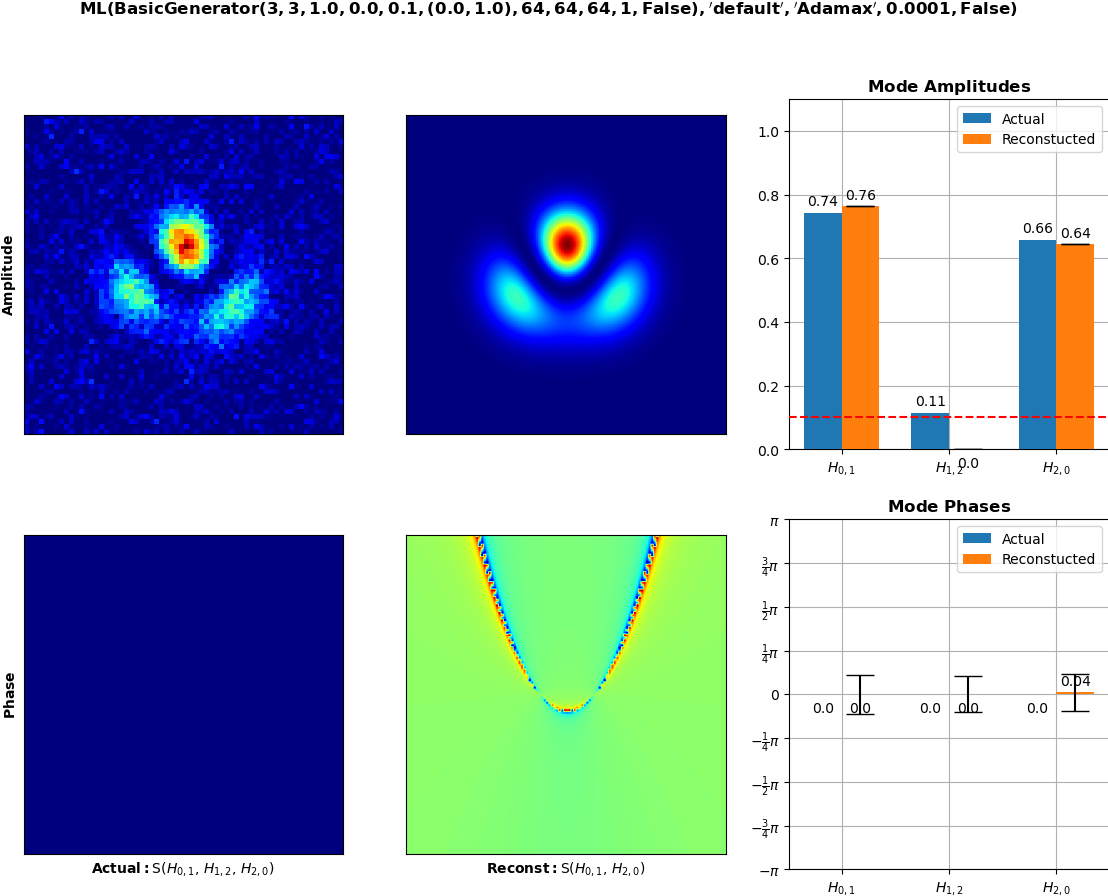 ML(BasicGenerator(3, 3, 1.0, 0.0, 0.1, (0.0, 1.0), 64, 64, 64, 1, False), 'default', 'Adamax', 0.0001, False)
Amplitude
Mode Amplitudes
Actual
Reconstucted
1.0
0.8
0.6
0.4
0.2
0.0
0.74
0.76
0.11
0.0
0.66
0.64
H0,1
H1,2
H2,0
Phase
Actual: S(H0,1, H1,2, H2,0)
Reconst: S(H0,1, H2,0)
Mode Phases
Actual
Reconstucted
π
3/4π
1/2π
1/4π
0
−1/4π
−1/2π
−3/4π
−π
0.0
0.0
0.0
0.0
0.0
0.04
H0,1
H1,2
H2,0